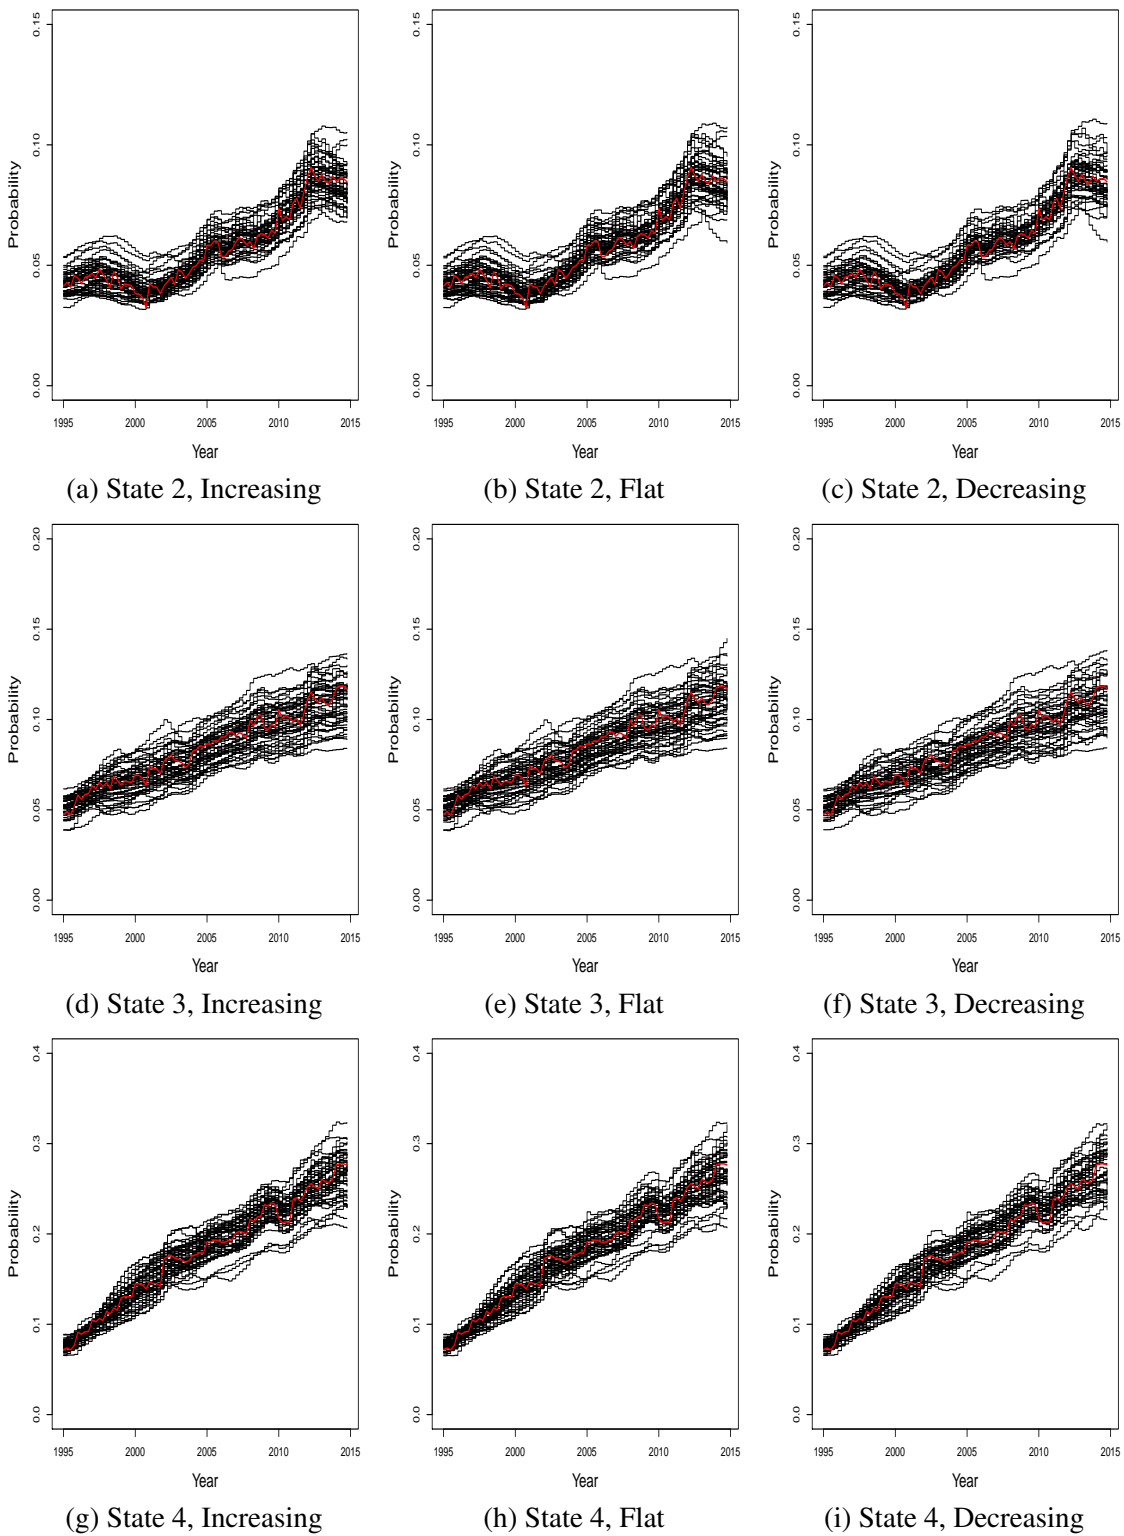 0.15 0.15 0.15
0.10 0.10 0.10
Probability Probability Probability
0.05 0.05 0.05
0.00 0.00 0.00
1995 2000 2005 2010 2015 1995 2000 2005 2010 2015 1995 2000 2005 2010 2015
Year Year Year
(a) State 2, Increasing (b) State 2, Flat (c) State 2, Decreasing
0.20 0.20 0.20
0.15 0.15 0.15
0.10 0.10 0.10
Probability Probability Probability
0.05 0.05 0.05
0.00 0.00 0.00
1995 2000 2005 2010 2015 1995 2000 2005 2010 2015 1995 2000 2005 2010 2015
Year Year Year
(d) State 3, Increasing (e) State 3, Flat (f) State 3, Decreasing
0.4 0.4 0.4
0.3 0.3 0.3
0.2 0.2 0.2
Probability Probability Probability
0.1 0.1 0.1
0.0 0.0 0.0
1995 2000 2005 2010 2015 1995 2000 2005 2010 2015 1995 2000 2005 2010 2015
Year Year Year
(g) State 4, Increasing (h) State 4, Flat (i) State 4, Decreasing